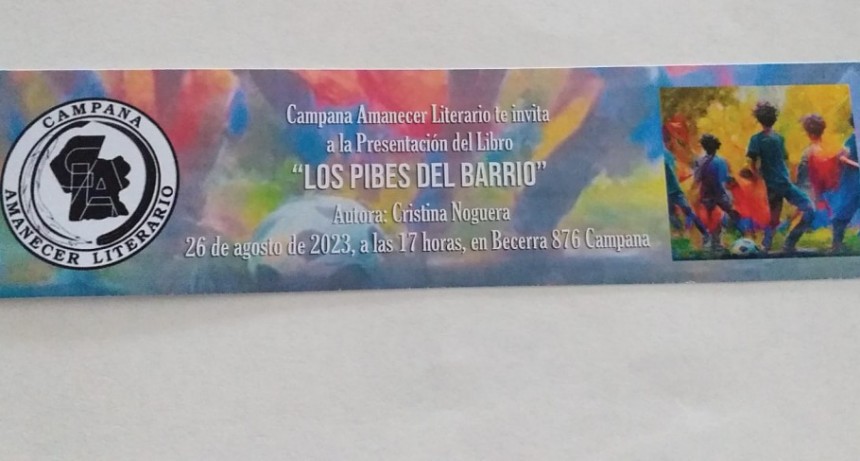 CAMPANA
AMANECER LITERARIO
Campana Amanecer Literario te invita
a la Presentación del Libro
“LOS PIBES DEL BARRIO”
Autora: Cristina Noguera
26 de agosto de 2023, a las 17 horas, en Becerra 876 Campana